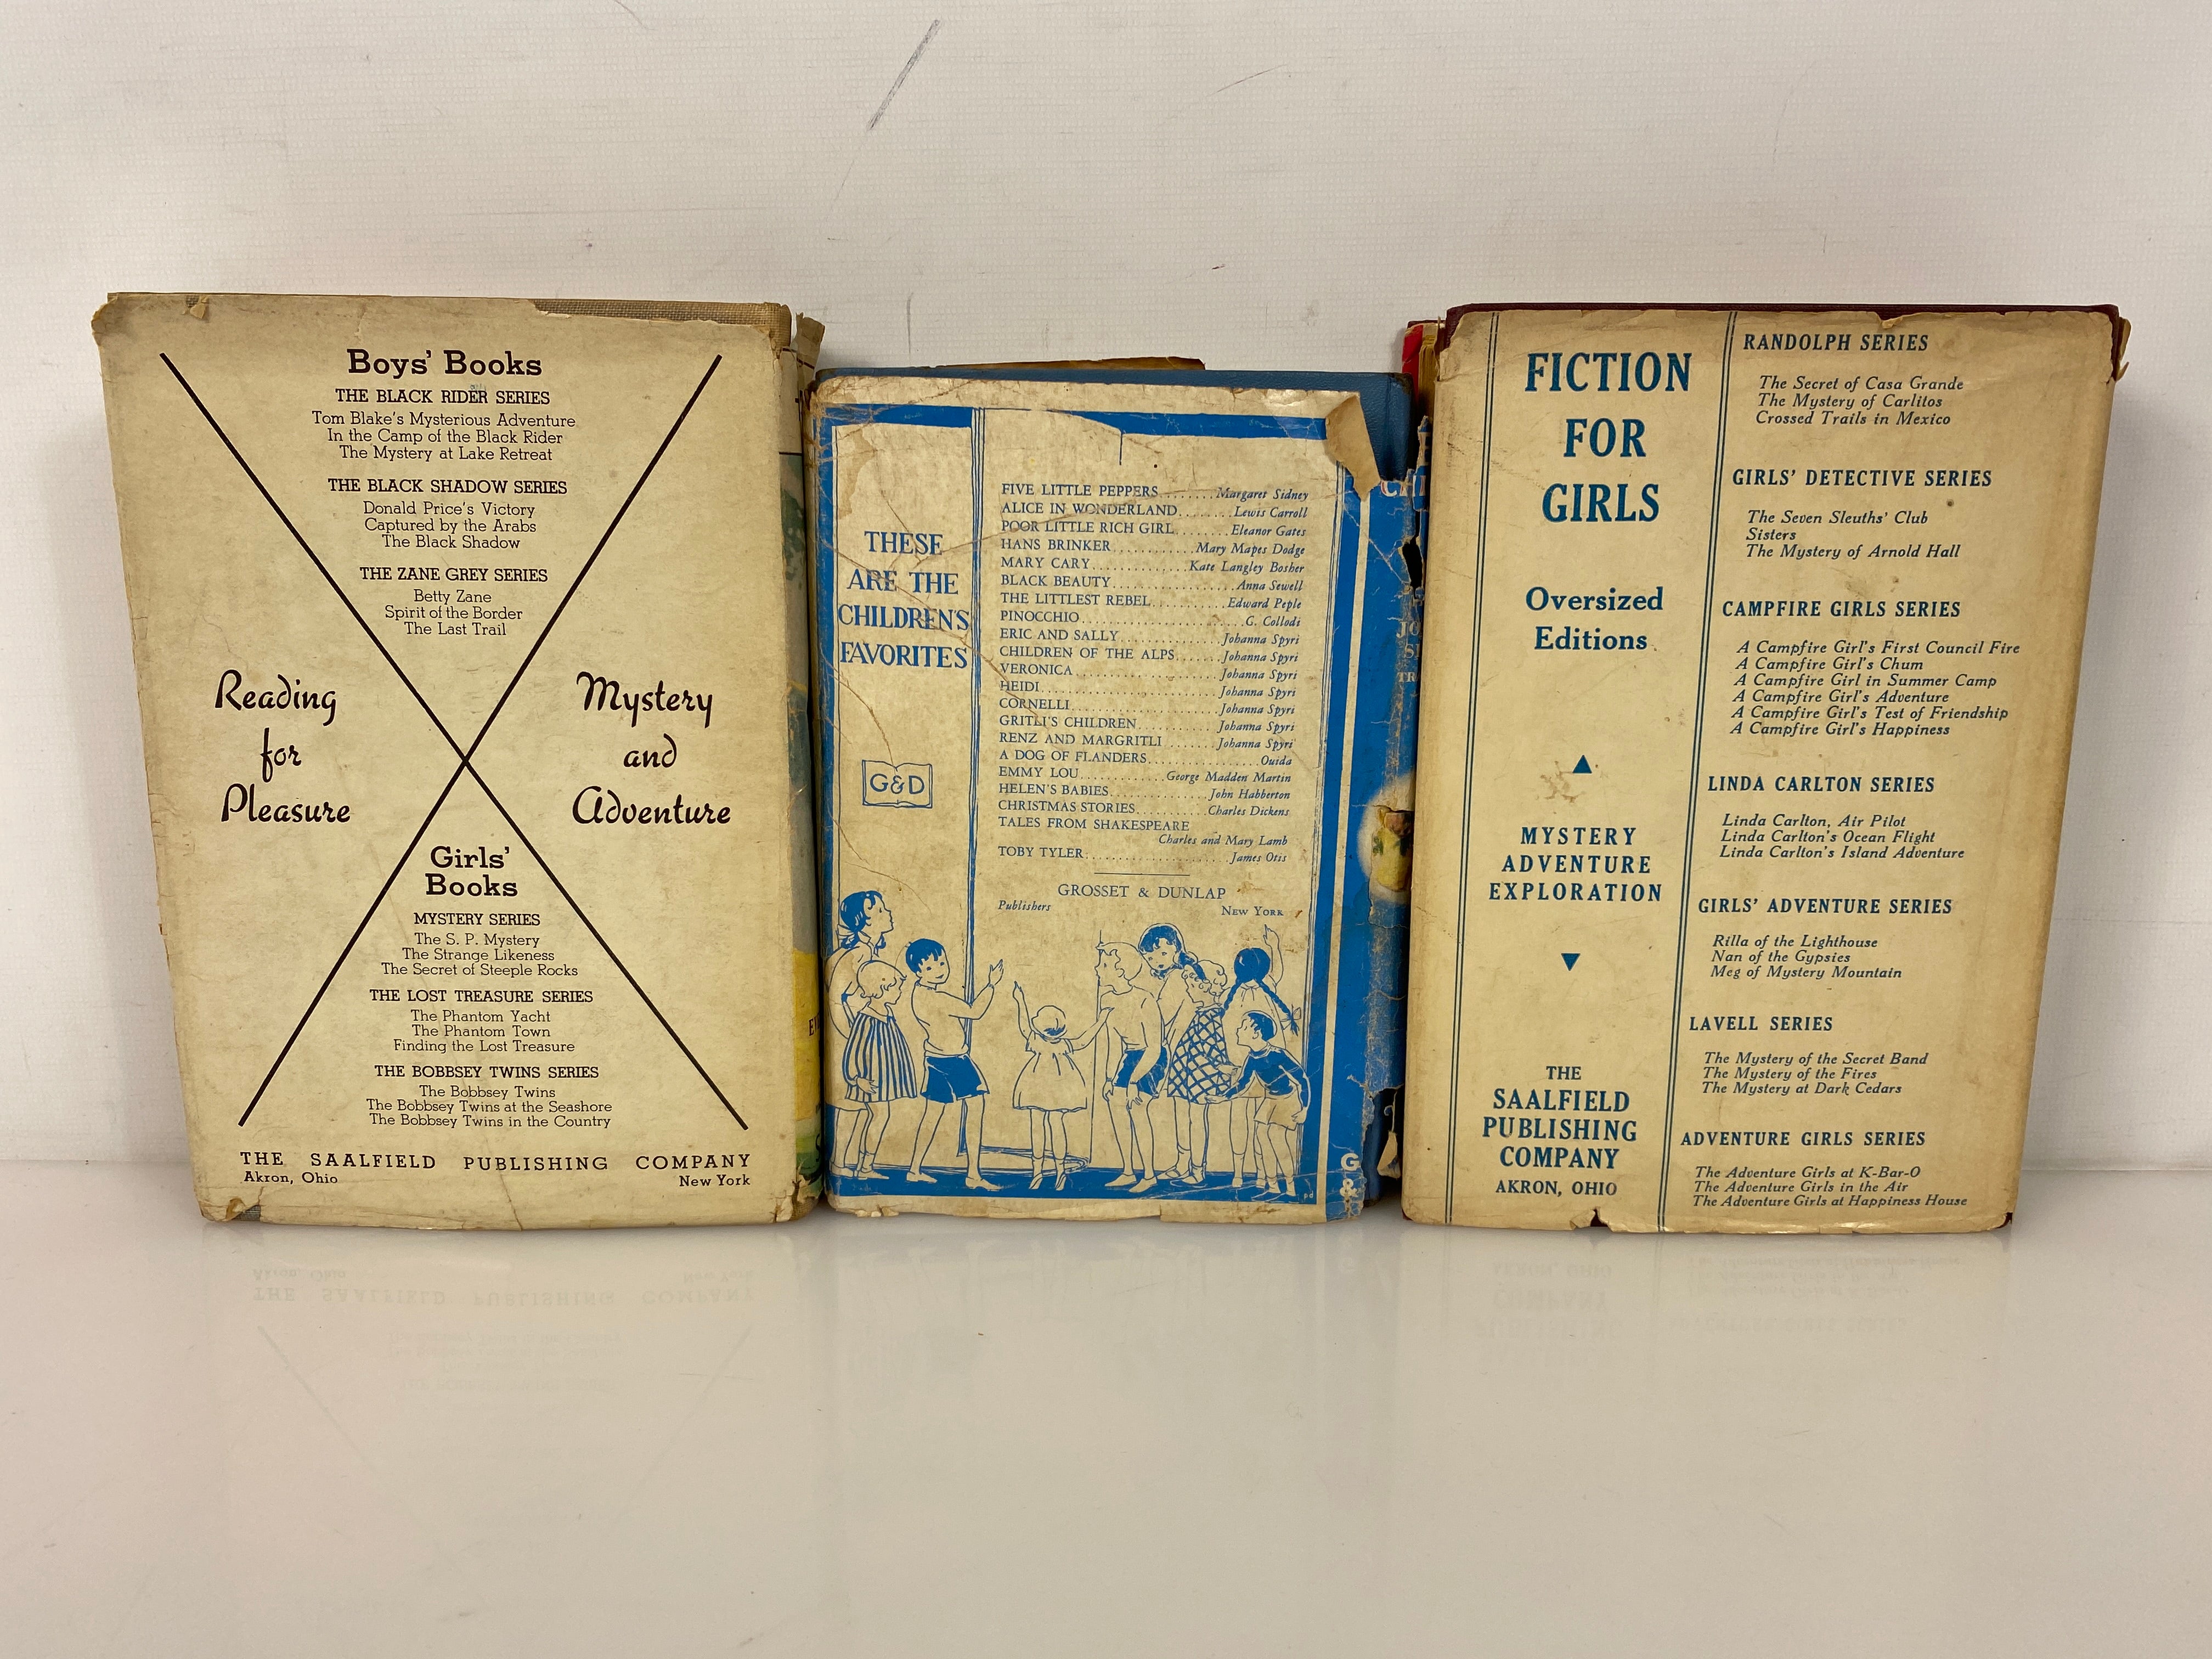 Boys' Books
THE BLACK RIDER SERIES
Tom Blake's Mysterious Adventure
In the Camp of the Black Rider
The Mystery at Lake Retreat
THE BLACK SHADOW SERIES
Donald Price's Victory
Captured by the Arabs
The Black Shadow
THE ZANE GREY SERIES
Betty Zane
Spirit of the Border
The Last Trail
Reading
for
Pleasure
Mystery
and
Adventure
Girls'
Books
MYSTERY SERIES
The S. P. Mystery
The Strange Likeness
The Secret of Steeple Rocks
THE LOST TREASURE SERIES
The Phantom Yacht
The Phantom Town
Finding the Lost Treasure
THE BOBBSEY TWINS SERIES
The Bobbsey Twins
The Bobbsey Twins at the Seashore
The Bobbsey Twins in the Country
THE SAALFIELD PUBLISHING COMPANY
Akron, Ohio New York
THESE
ARE THE
CHILDREN'S
FAVORITES
G&D
FIVE LITTLE PEPPERS........Margaret Sidney
ALICE IN WONDERLAND........Lewis Carroll
POOR LITTLE RICH GIRL........Eleanor Gates
HANS BRINKER............Mary Mapes Dodge
MARY CARY..............Kate Langley Bosher
BLACK BEAUTY..................Anna Sewell
THE LITTLEST REBEL...........Edward Peple
PINOCCHIO........................G. Collodi
ERIC AND SALLY...............Johanna Spyri
CHILDREN OF THE ALPS.......Johanna Spyri
VERONICA.....................Johanna Spyri
HEIDI.........................Johanna Spyri
CORNELLI.....................Johanna Spyri
GRITLI'S CHILDREN............Johanna Spyri
RENZ AND MARGRITLI.......Johanna Spyri
A DOG OF FLANDERS.................Ouida
EMMY LOU............George Madden Martin
HELEN'S BABIES................John Habberton
CHRISTMAS STORIES..........Charles Dickens
TALES FROM SHAKESPEARE
Charles and Mary Lamb
TOBY TYLER....................James Otis
GROSSET & DUNLAP
Publishers New York
pd
G
&
FICTION
FOR
GIRLS
Oversized
Editions
MYSTERY
ADVENTURE
EXPLORATION
THE
SAALFIELD
PUBLISHING
COMPANY
AKRON, OHIO
RANDOLPH SERIES
The Secret of Casa Grande
The Mystery of Carlitos
Crossed Trails in Mexico
GIRLS' DETECTIVE SERIES
The Seven Sleuths' Club
Sisters
The Mystery of Arnold Hall
CAMPFIRE GIRLS SERIES
A Campfire Girl's First Council Fire
A Campfire Girl's Chum
A Campfire Girl in Summer Camp
A Campfire Girl's Adventure
A Campfire Girl's Test of Friendship
A Campfire Girl's Happiness
LINDA CARLTON SERIES
Linda Carlton, Air Pilot
Linda Carlton's Ocean Flight
Linda Carlton's Island Adventure
GIRLS' ADVENTURE SERIES
Rilla of the Lighthouse
Nan of the Gypsies
Meg of Mystery Mountain
LAVELL SERIES
The Mystery of the Secret Band
The Mystery of the Fires
The Mystery at Dark Cedars
ADVENTURE GIRLS SERIES
The Adventure Girls at K-Bar-O
The Adventure Girls in the Air
The Adventure Girls at Happiness House